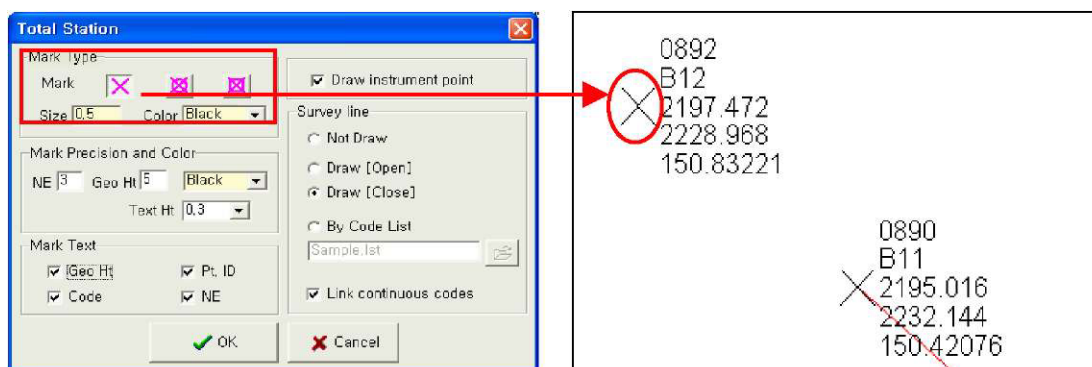 Total Station
Mark Type
Mark
Size 0,5 Color Black
Mark Precision and Color
NE 3 Geo Ht 5 Black
Text Ht 0,3
Mark Text
Geo Ht Pt. ID
Code NE
OK
Draw instrument point
Survey line
Not Draw
Draw [Open]
Draw [Close]
By Code List
Sample.lst
Link continuous codes
Cancel
0892
B12
2197.472
2228.968
150.83221
0890
B11
2195.016
2232.144
150.42076